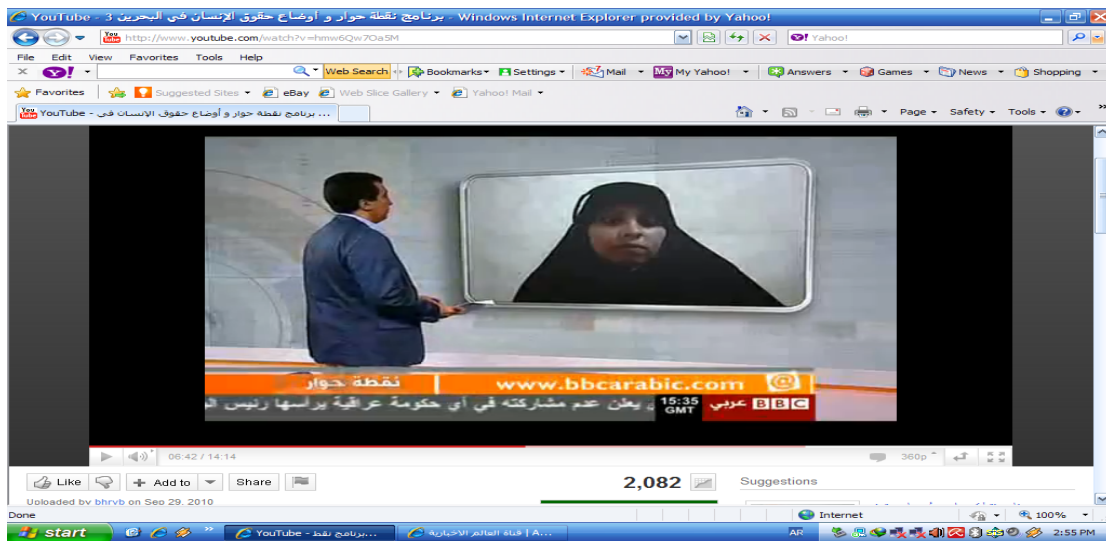 YouTube - برنامج نقطة حوار و أوضاع حقوق الإنسان في البحرين 3 - Windows Internet Explorer provided by Yahoo!
http://www.youtube.com/watch?v=hmw6Qw7Oa5M
Yahoo!
File Edit View Favorites Tools Help
Web Search Bookmarks Settings Mail My Yahoo! Answers Games News Shopping
Favorites Suggested Sites eBay Web Slice Gallery Yahoo! Mail
YouTube - برنامج نقطة حوار و أوضاع حقوق الإنسان في ...
Page Safety Tools
نقطة حوار www.bbcarabic.com
BBC عربي 15:35 GMT يعلن عدم مشاركته في أي حكومة عراقية يرأسها رئيس
06:42 / 14:14 360p
Like Add to Share 2,082 Suggestions
Uploaded by bhrvb on Sep 29, 2010
Done Internet 100%
start YouTube - برنامج نقط... قناة العالم الاخبارية | A... AR 2:55 PM